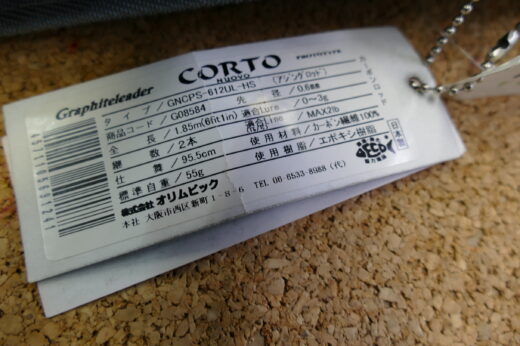 Graphiteleader
CORTO
NUOVO
PROTOTYPE
カーボンロッド
タイプ/GNCPS-612UL-HS (アジングロッド)
商品コード/G08584 先径/0.6mm
全長/1.85m(6fit1in) 適合Lure/0〜3g
継数/2本 適合Line/MAX2lb
仕舞/95.5cm 使用材料/カーボン繊維100%
標準自重/55g 使用樹脂/エポキシ樹脂
日本製
株式会社オリムピック
本社 大阪市西区新町1-8-6 TEL 06-6533-8988(代)